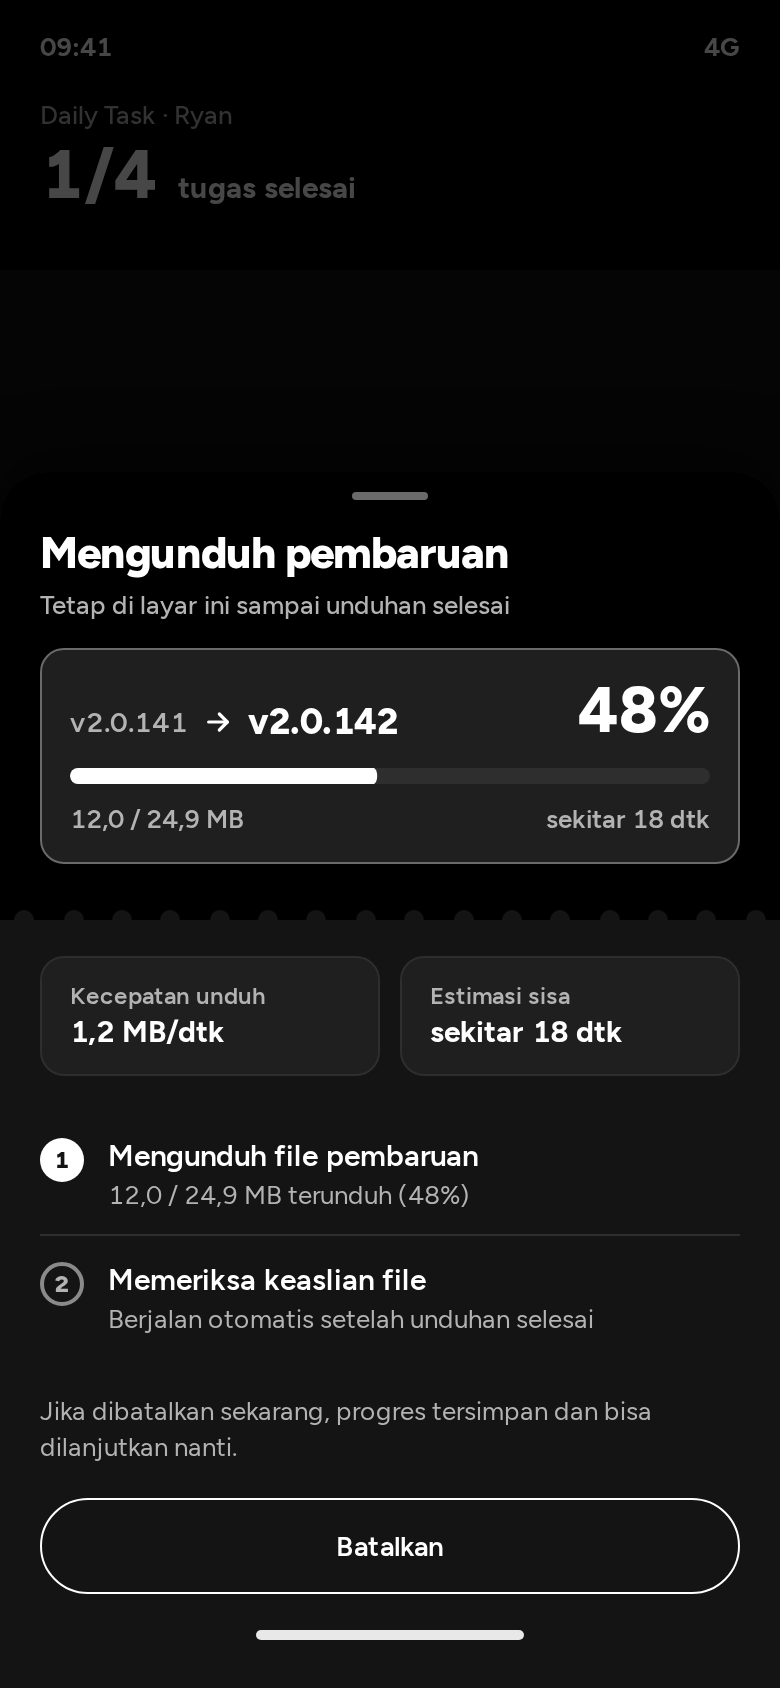 09:41 4G
Daily Task · Ryan
1/4 tugas selesai
Mengunduh pembaruan
Tetap di layar ini sampai unduhan selesai
v2.0.141 → v2.0.142 48%
12,0 / 24,9 MB sekitar 18 dtk
Kecepatan unduh Estimasi sisa
1,2 MB/dtk sekitar 18 dtk
1 Mengunduh file pembaruan
12,0 / 24,9 MB terunduh (48%)
2 Memeriksa keaslian file
Berjalan otomatis setelah unduhan selesai
Jika dibatalkan sekarang, progres tersimpan dan bisa
dilanjutkan nanti.
Batalkan